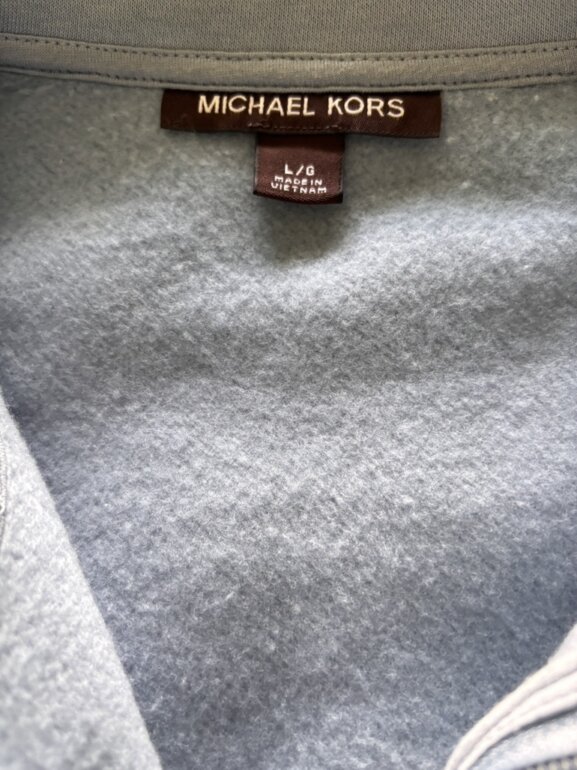 MICHAEL KORS
L/G
MADE IN
VIETNAM